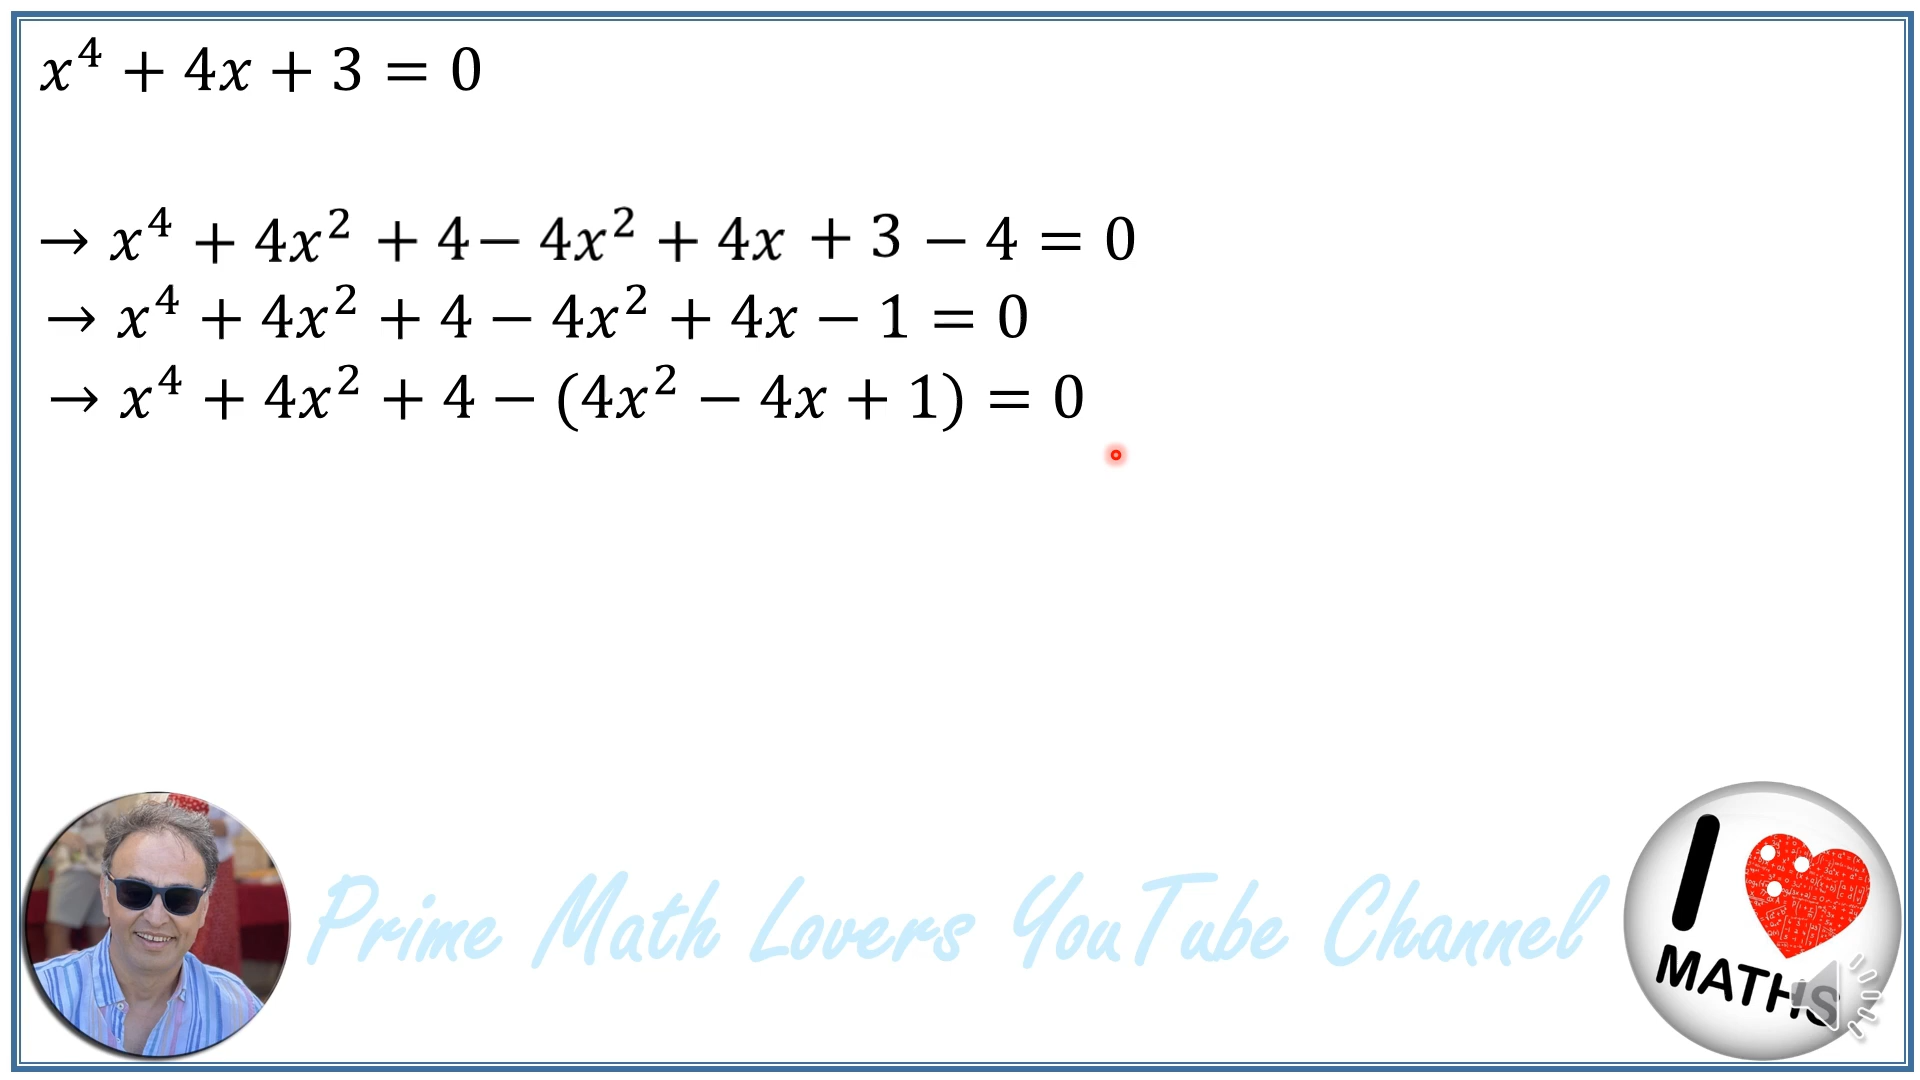 x⁴ + 4x + 3 = 0
→ x⁴ + 4x² + 4 − 4x² + 4x + 3 − 4 = 0
→ x⁴ + 4x² + 4 − 4x² + 4x − 1 = 0
→ x⁴ + 4x² + 4 − (4x² − 4x + 1) = 0
Prime Math Lovers YouTube Channel
I
MATHS